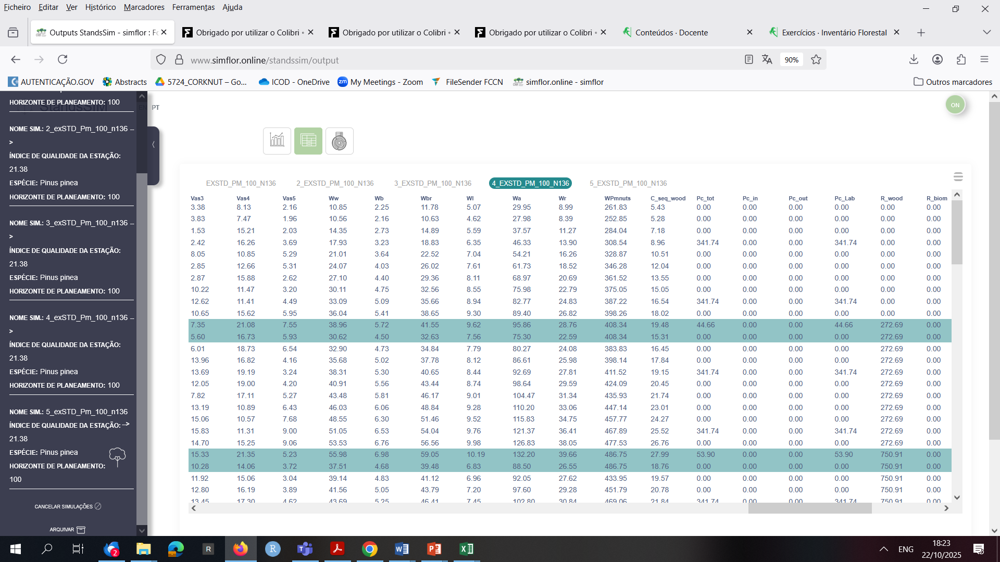 Ficheiro Editar Ver Histórico Marcadores Ferramentas Ajuda
Outputs StandsSim - simflor : Fo
Obrigado por utilizar o Colibri •
Obrigado por utilizar o Colibri •
Obrigado por utilizar o Colibri •
Conteúdos · Docente
Exercícios · Inventário Florestal
www.simflor.online/standssim/output
90%
AUTENTICAÇÃO.GOV Abstracts 5724_CORKNUT – Go... ICOD - OneDrive My Meetings - Zoom FileSender FCCN simflor.online - simflor Outros marcadores
HORIZONTE DE PLANEAMENTO: 100
StandsSIM
EN PT
ON
NOME SIM.: 2_exSTD_Pm_100_n136 --
>
ÍNDICE DE QUALIDADE DA ESTAÇÃO:
21.38
ESPÉCIE: Pinus pinea
HORIZONTE DE PLANEAMENTO: 100
NOME SIM.: 3_exSTD_Pm_100_n136 --
>
ÍNDICE DE QUALIDADE DA ESTAÇÃO:
21.38
ESPÉCIE: Pinus pinea
HORIZONTE DE PLANEAMENTO: 100
NOME SIM.: 4_exSTD_Pm_100_n136 --
>
ÍNDICE DE QUALIDADE DA ESTAÇÃO:
21.38
ESPÉCIE: Pinus pinea
HORIZONTE DE PLANEAMENTO: 100
NOME SIM.: 5_exSTD_Pm_100_n136
-->
ÍNDICE DE QUALIDADE DA ESTAÇÃO:
21.38
ESPÉCIE: Pinus pinea
HORIZONTE DE PLANEAMENTO:
100
CANCELAR SIMULAÇÕES
ARQUIVAR
EXSTD_PM_100_N136 2_EXSTD_PM_100_N136 3_EXSTD_PM_100_N136 4_EXSTD_PM_100_N136 5_EXSTD_PM_100_N136
Vas3 Vas4 Vas5 Ww Wb Wbr Wl Wa Wr WPmnuts C_seq_wood Pc_tot Pc_in Pc_out Pc_Lab R_wood R_biom
3.38 8.13 2.16 10.85 2.25 11.78 5.07 29.95 8.99 261.83 5.43 0.00 0.00 0.00 0.00 0.00 0.00
3.83 7.47 1.96 10.56 2.16 10.63 4.62 27.98 8.39 252.85 5.28 0.00 0.00 0.00 0.00 0.00 0.00
1.53 15.21 2.03 14.35 2.73 14.89 5.59 37.57 11.27 284.04 7.18 0.00 0.00 0.00 0.00 0.00 0.00
2.42 16.26 3.69 17.93 3.23 18.83 6.35 46.33 13.90 308.54 8.96 341.74 0.00 0.00 341.74 0.00 0.00
8.05 10.85 5.29 21.01 3.64 22.52 7.04 54.21 16.26 328.87 10.51 0.00 0.00 0.00 0.00 0.00 0.00
2.85 12.66 5.31 24.07 4.03 26.02 7.61 61.73 18.52 346.28 12.04 0.00 0.00 0.00 0.00 0.00 0.00
2.87 15.88 2.62 27.10 4.40 29.36 8.11 68.97 20.69 361.52 13.55 0.00 0.00 0.00 0.00 0.00 0.00
10.22 11.47 3.20 30.11 4.75 32.56 8.55 75.98 22.79 375.05 15.05 0.00 0.00 0.00 0.00 0.00 0.00
12.62 11.41 4.49 33.09 5.09 35.66 8.94 82.77 24.83 387.22 16.54 341.74 0.00 0.00 341.74 0.00 0.00
10.65 15.62 5.95 36.04 5.41 38.65 9.30 89.40 26.82 398.26 18.02 0.00 0.00 0.00 0.00 0.00 0.00
7.35 21.08 7.55 38.96 5.72 41.55 9.62 95.86 28.76 408.34 19.48 44.66 0.00 0.00 44.66 272.69 0.00
5.60 16.73 5.93 30.62 4.50 32.63 7.56 75.30 22.59 408.34 15.31 0.00 0.00 0.00 0.00 272.69 0.00
6.01 18.73 6.54 32.90 4.73 34.84 7.79 80.27 24.08 383.83 16.45 0.00 0.00 0.00 0.00 272.69 0.00
13.96 16.82 4.16 35.68 5.02 37.78 8.12 86.61 25.98 398.14 17.84 0.00 0.00 0.00 0.00 272.69 0.00
13.69 19.19 3.24 38.31 5.30 40.65 8.44 92.69 27.81 411.52 19.15 341.74 0.00 0.00 341.74 272.69 0.00
12.05 19.00 4.20 40.91 5.56 43.44 8.74 98.64 29.59 424.09 20.45 0.00 0.00 0.00 0.00 272.69 0.00
7.82 17.11 5.27 43.48 5.81 46.17 9.01 104.47 31.34 435.93 21.74 0.00 0.00 0.00 0.00 272.69 0.00
13.19 10.89 6.43 46.03 6.06 48.84 9.28 110.20 33.06 447.14 23.01 0.00 0.00 0.00 0.00 272.69 0.00
15.06 10.57 7.68 48.55 6.30 51.46 9.52 115.83 34.75 457.77 24.27 0.00 0.00 0.00 0.00 272.69 0.00
15.83 11.31 9.00 51.05 6.53 54.04 9.76 121.37 36.41 467.89 25.52 341.74 0.00 0.00 341.74 272.69 0.00
14.70 15.25 9.06 53.53 6.76 56.56 9.98 126.83 38.05 477.53 26.76 0.00 0.00 0.00 0.00 272.69 0.00
15.33 21.35 5.23 55.98 6.98 59.05 10.19 132.20 39.66 486.75 27.99 53.90 0.00 0.00 53.90 750.91 0.00
10.28 14.06 3.72 37.51 4.68 39.48 6.83 88.50 26.55 486.75 18.76 0.00 0.00 0.00 0.00 750.91 0.00
11.92 15.06 3.04 39.14 4.83 41.12 6.96 92.05 27.62 433.95 19.57 0.00 0.00 0.00 0.00 750.91 0.00
12.80 16.19 3.89 41.56 5.05 43.79 7.20 97.60 29.28 451.79 20.78 0.00 0.00 0.00 0.00 750.91 0.00
13.45 17.30 4.62 43.69 5.25 46.41 7.45 102.80 30.84 469.06 21.84 341.74 0.00 0.00 341.74 750.91 0.00
ENG
18:23
22/10/2025